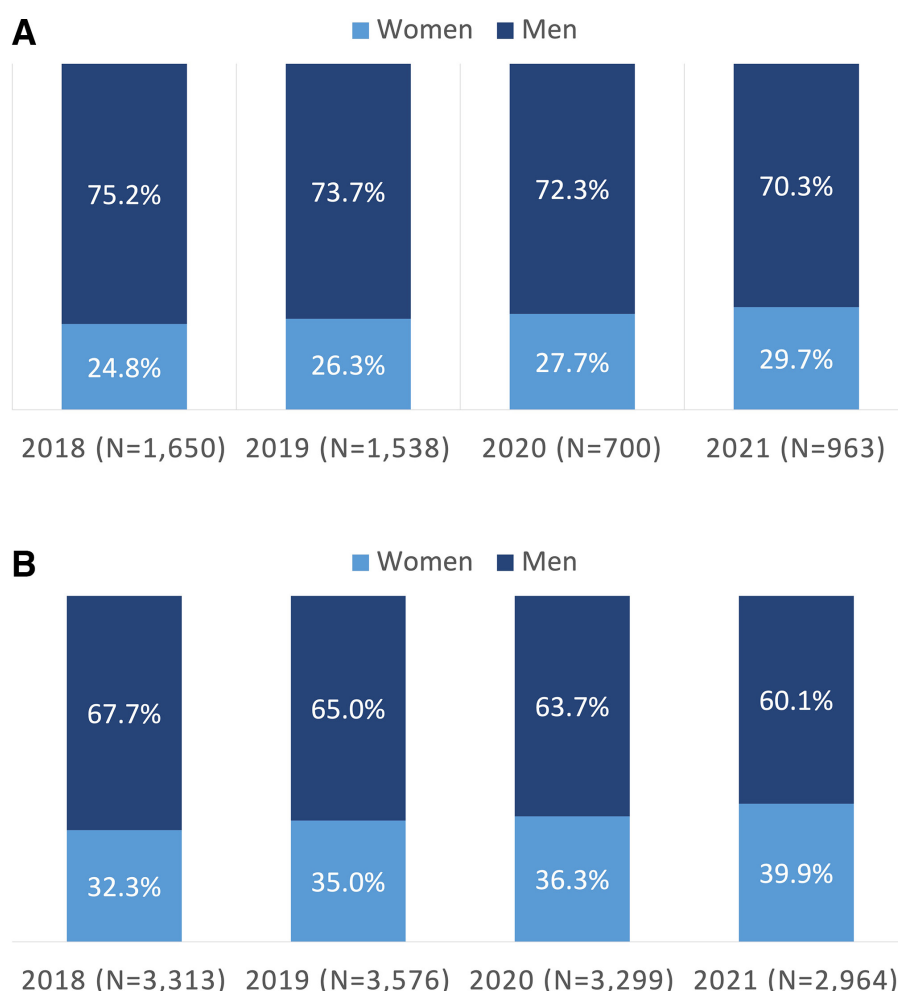 A
Women Men
75.2% 73.7% 72.3% 70.3%
24.8% 26.3% 27.7% 29.7%
2018 (N=1,650) 2019 (N=1,538) 2020 (N=700) 2021 (N=963)
B
Women Men
67.7% 65.0% 63.7% 60.1%
32.3% 35.0% 36.3% 39.9%
2018 (N=3,313) 2019 (N=3,576) 2020 (N=3,299) 2021 (N=2,964)